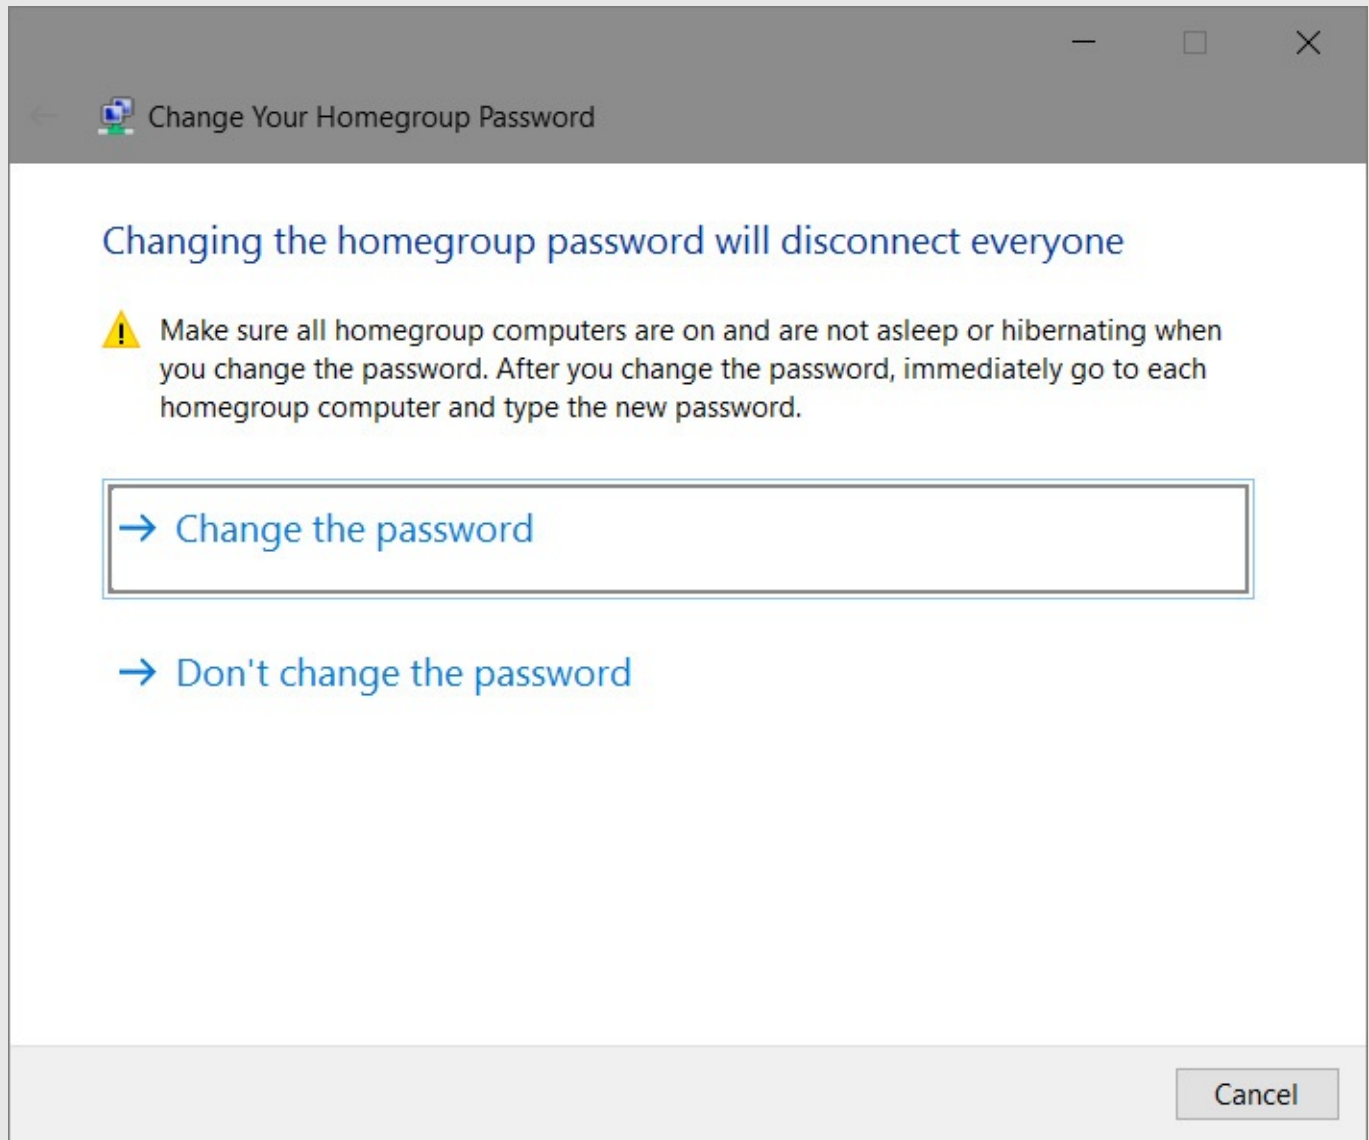 Change Your Homegroup Password
Changing the homegroup password will disconnect everyone
Make sure all homegroup computers are on and are not asleep or hibernating when
you change the password. After you change the password, immediately go to each
homegroup computer and type the new password.
Change the password
Don't change the password
Cancel